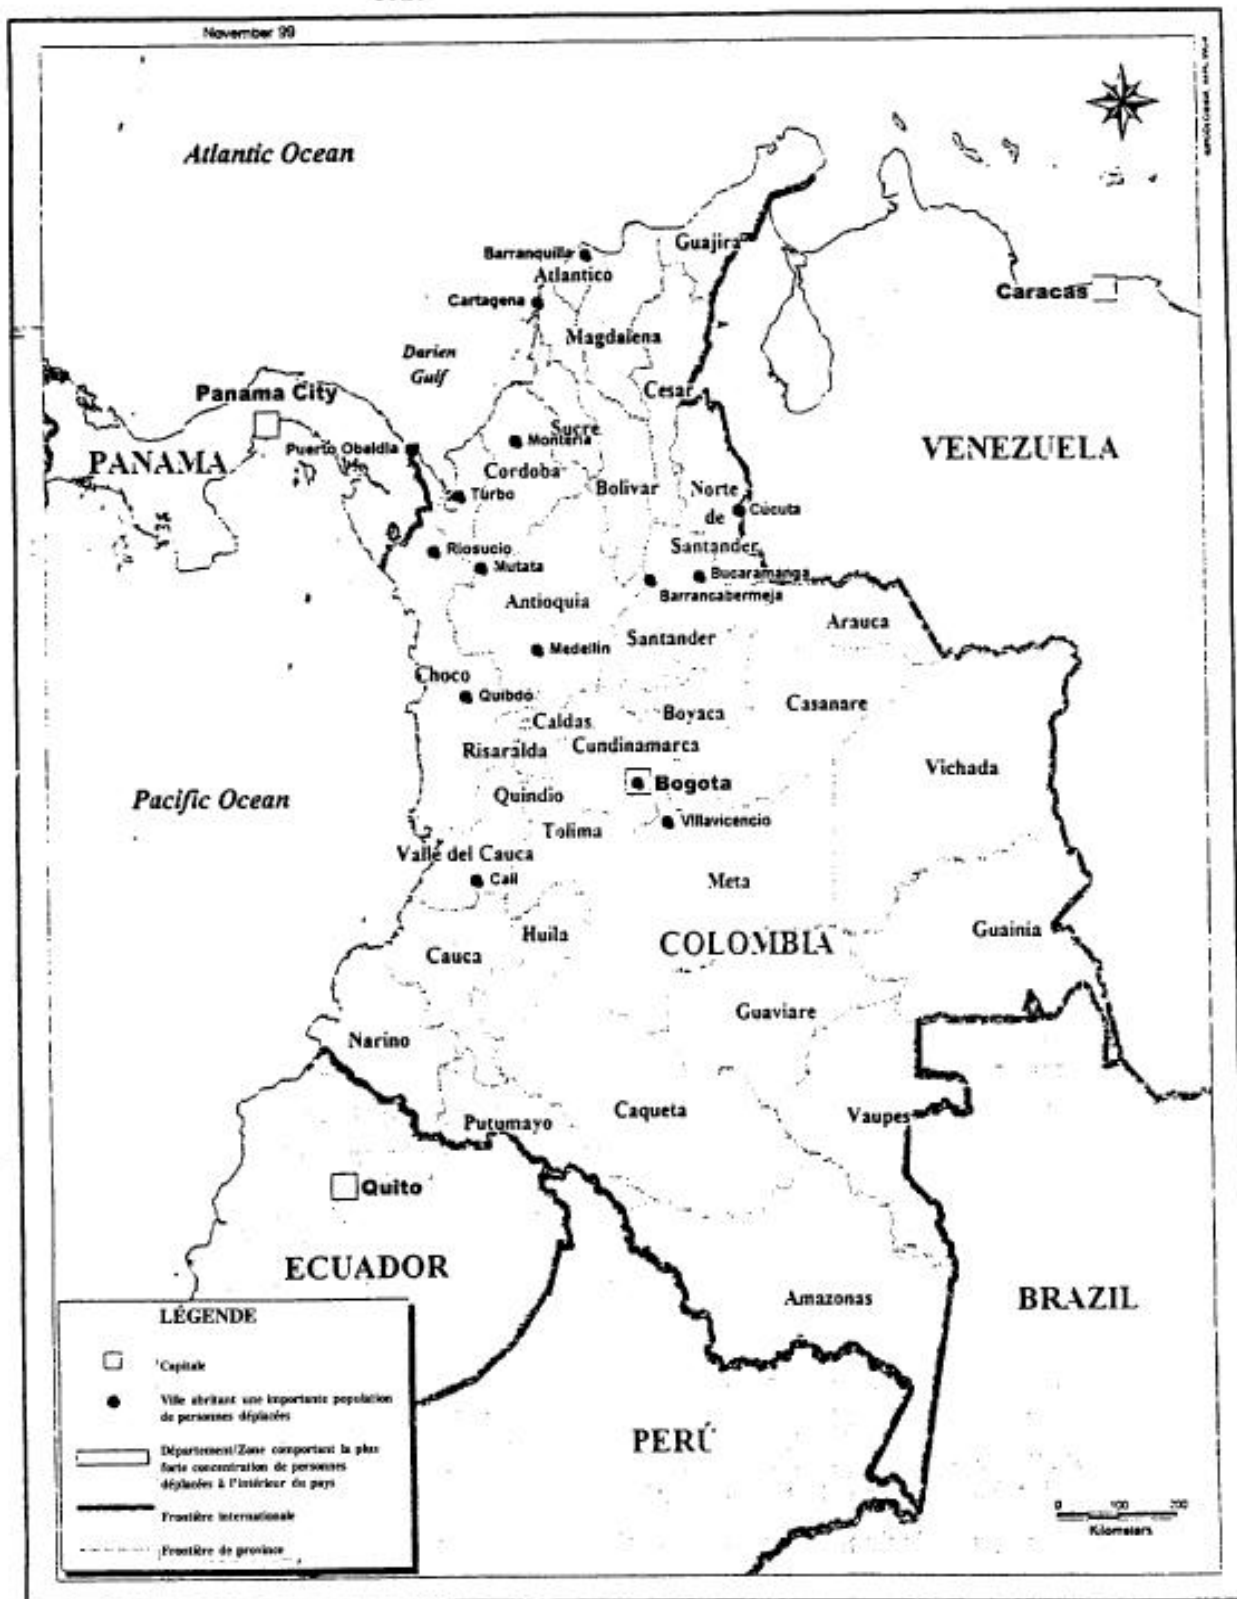 November 99
Atlantic Ocean
Guajira
Barranquilla
Atlantico
Caracas
Cartagena
Magdalena
Darien
Gulf
Cesar
Panama City
Sucre
Monteria
VENEZUELA
Puerto Obaldia
PANAMA
Cordoba
Bolivar
Norte
de
Santander
Turbo
Cúcuta
Riosucio
Mutata
Bucaramanga
Barrancabermeja
Antioquia
Arauca
Santander
Medellin
Choco
Quibdó
Casanare
Boyaca
Caldas
Cundinamarca
Risaralda
Vichada
Bogota
Quindio
Pacific Ocean
Villavicencio
Tolima
Valle del Cauca
Cali
Meta
Huila
Guainia
COLOMBIA
Cauca
Guaviare
Narino
Caqueta
Vaupes
Putumayo
Quito
ECUADOR
Amazonas
BRAZIL
PERÚ
LÉGENDE
Capitale
Ville abritant une importante population
de personnes déplacées
Département/Zone comportant la plus
forte concentration de personnes
déplacées à l'intérieur du pays
Frontière internationale
Frontière de province
0 100 200
Kilometers